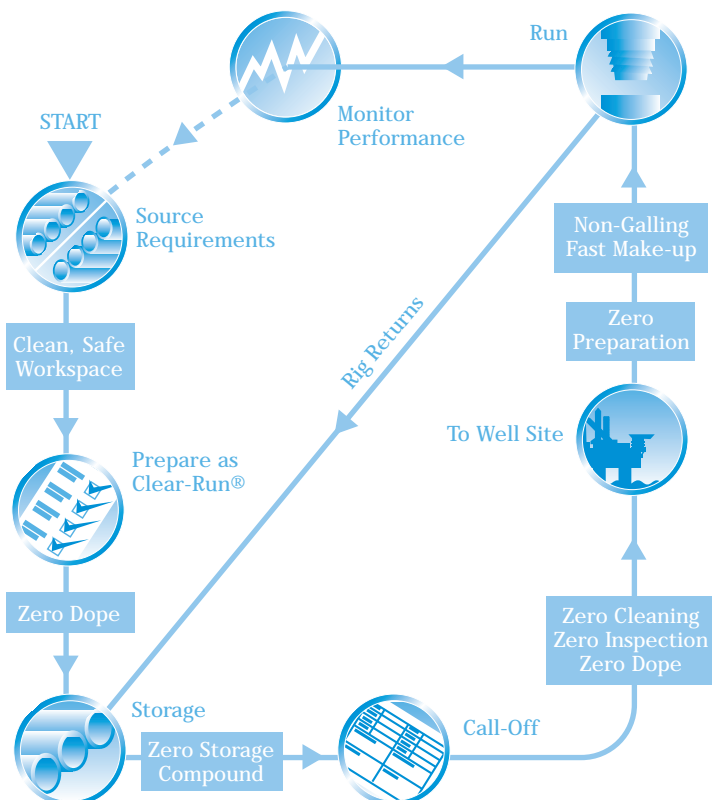 Run
Monitor
Performance
START
Source
Requirements
Non-Galling
Fast Make-up
Clean, Safe
Workspace
Zero
Preparation
Rig Returns
To Well Site
Prepare as
Clear-Run®
Zero Dope
Zero Cleaning
Zero Inspection
Zero Dope
Storage
Call-Off
Zero Storage
Compound